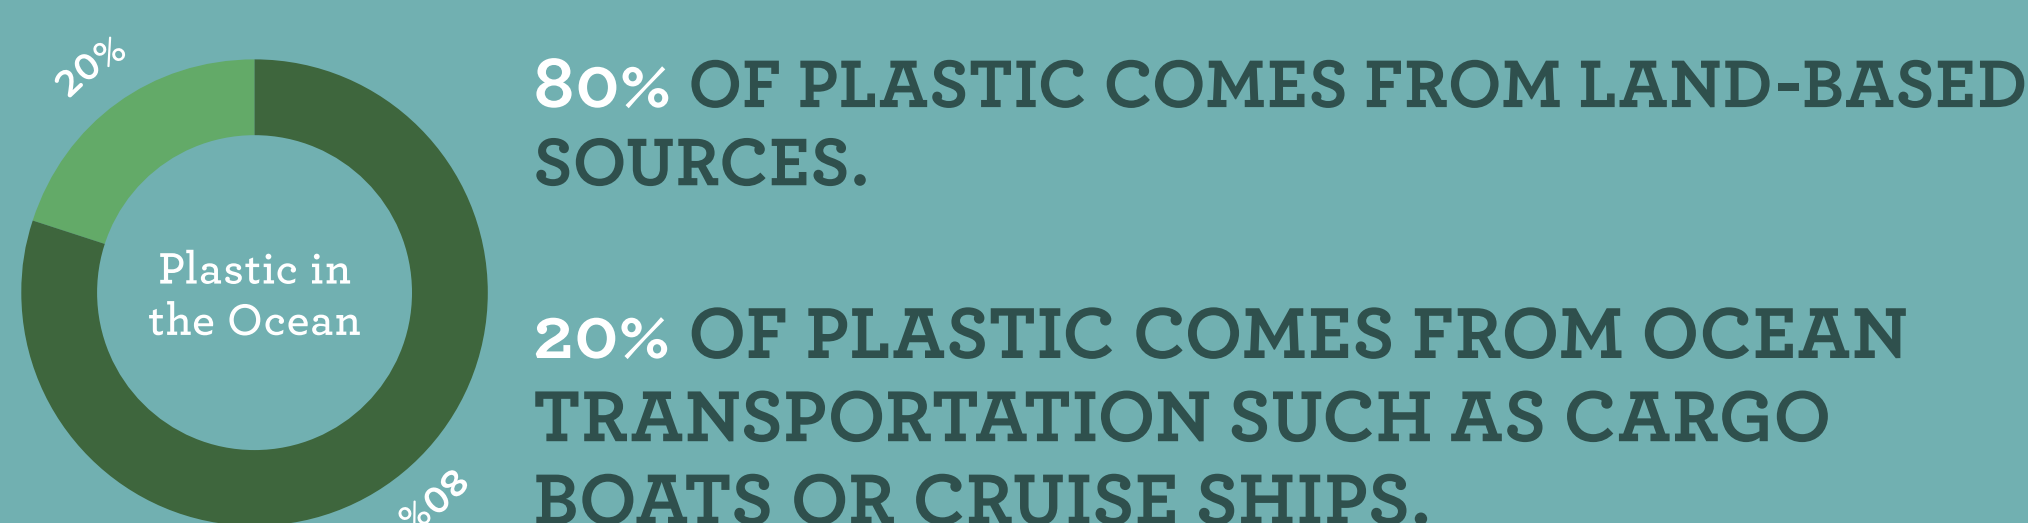 20%
80% OF PLASTIC COMES FROM LAND-BASED
SOURCES.
Plastic in
the Ocean
20% OF PLASTIC COMES FROM OCEAN
TRANSPORTATION SUCH AS CARGO
BOATS OR CRUISE SHIPS.
80%